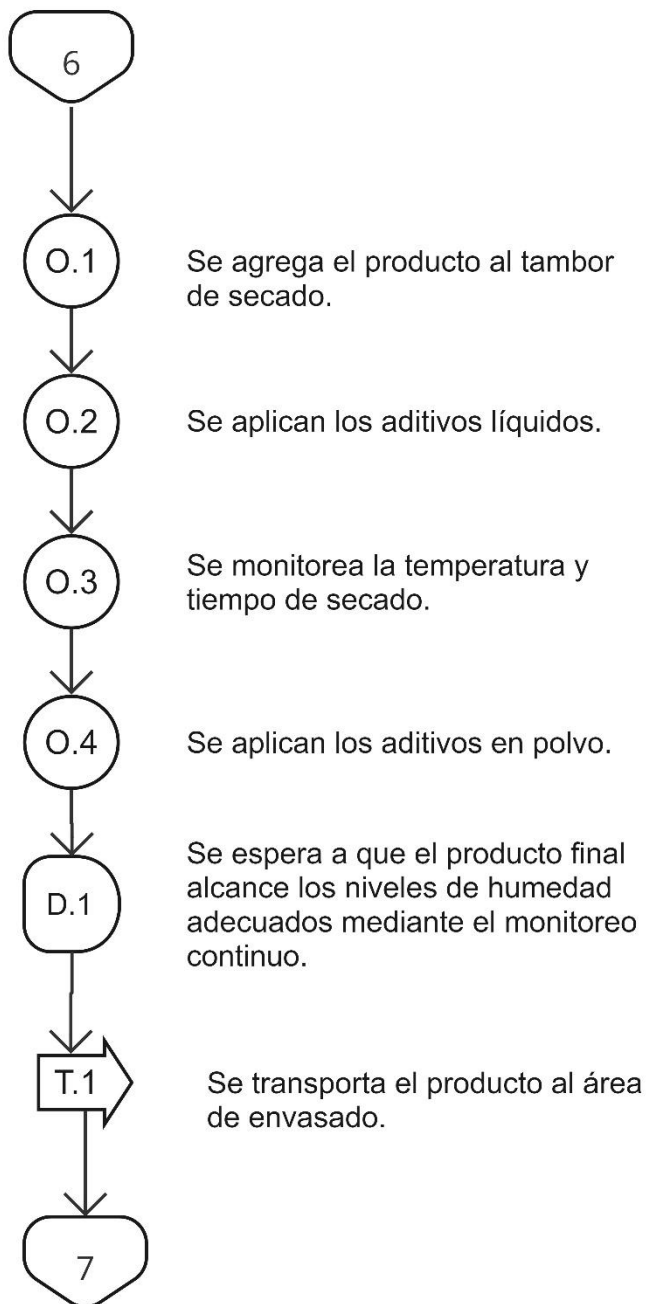 6
O.1
Se agrega el producto al tambor
de secado.
O.2
Se aplican los aditivos líquidos.
O.3
Se monitorea la temperatura y
tiempo de secado.
O.4
Se aplican los aditivos en polvo.
D.1
Se espera a que el producto final
alcance los niveles de humedad
adecuados mediante el monitoreo
continuo.
T.1
Se transporta el producto al área
de envasado.
7